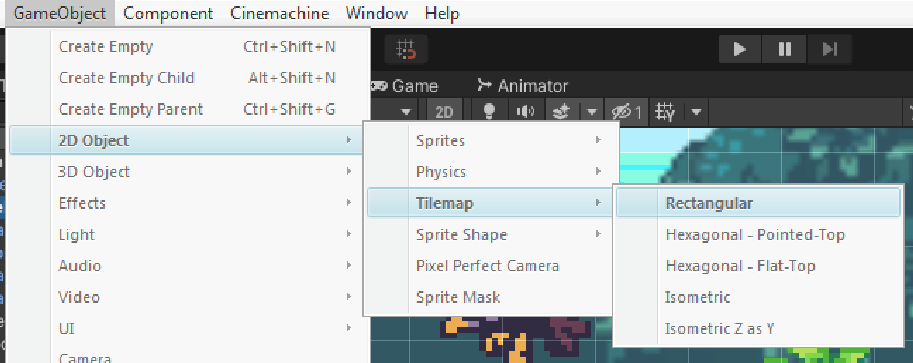 GameObject Component Cinemachine Window Help
Create Empty Ctrl+Shift+N
Create Empty Child Alt+Shift+N
Create Empty Parent Ctrl+Shift+G
2D Object
3D Object
Effects
Light
Audio
Video
UI
Camera
Game Animator
2D 1
Sprites
Physics
Tilemap
Sprite Shape
Pixel Perfect Camera
Sprite Mask
Rectangular
Hexagonal - Pointed-Top
Hexagonal - Flat-Top
Isometric
Isometric Z as Y